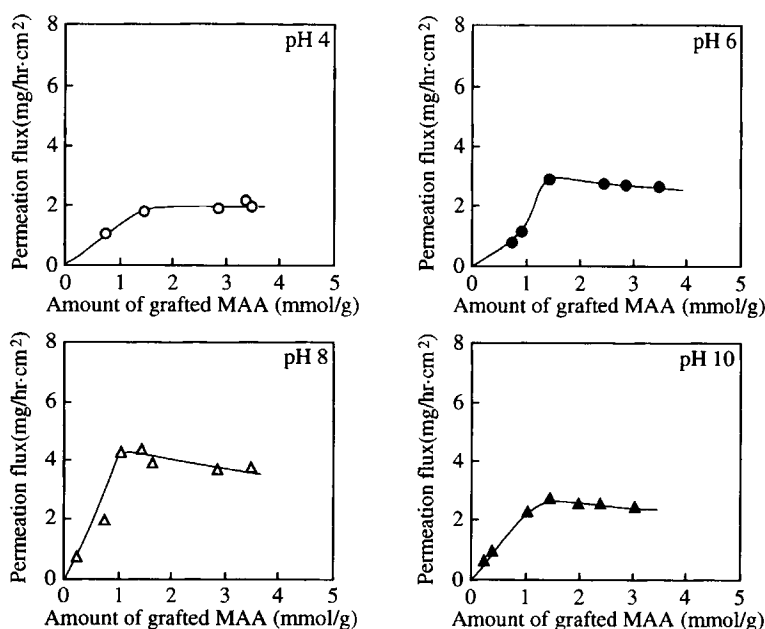 pH 4
8
6
4
2
0
Permeation flux(mg/hr·cm²)
0 1 2 3 4 5
Amount of grafted MAA (mmol/g)
pH 6
8
6
4
2
0
Permeation flux(mg/hr·cm²)
0 1 2 3 4 5
Amount of grafted MAA (mmol/g)
pH 8
8
6
4
2
0
Permeation flux(mg/hr·cm²)
0 1 2 3 4 5
Amount of grafted MAA (mmol/g)
pH 10
8
6
4
2
0
Permeation flux(mg/hr·cm²)
0 1 2 3 4 5
Amount of grafted MAA (mmol/g)